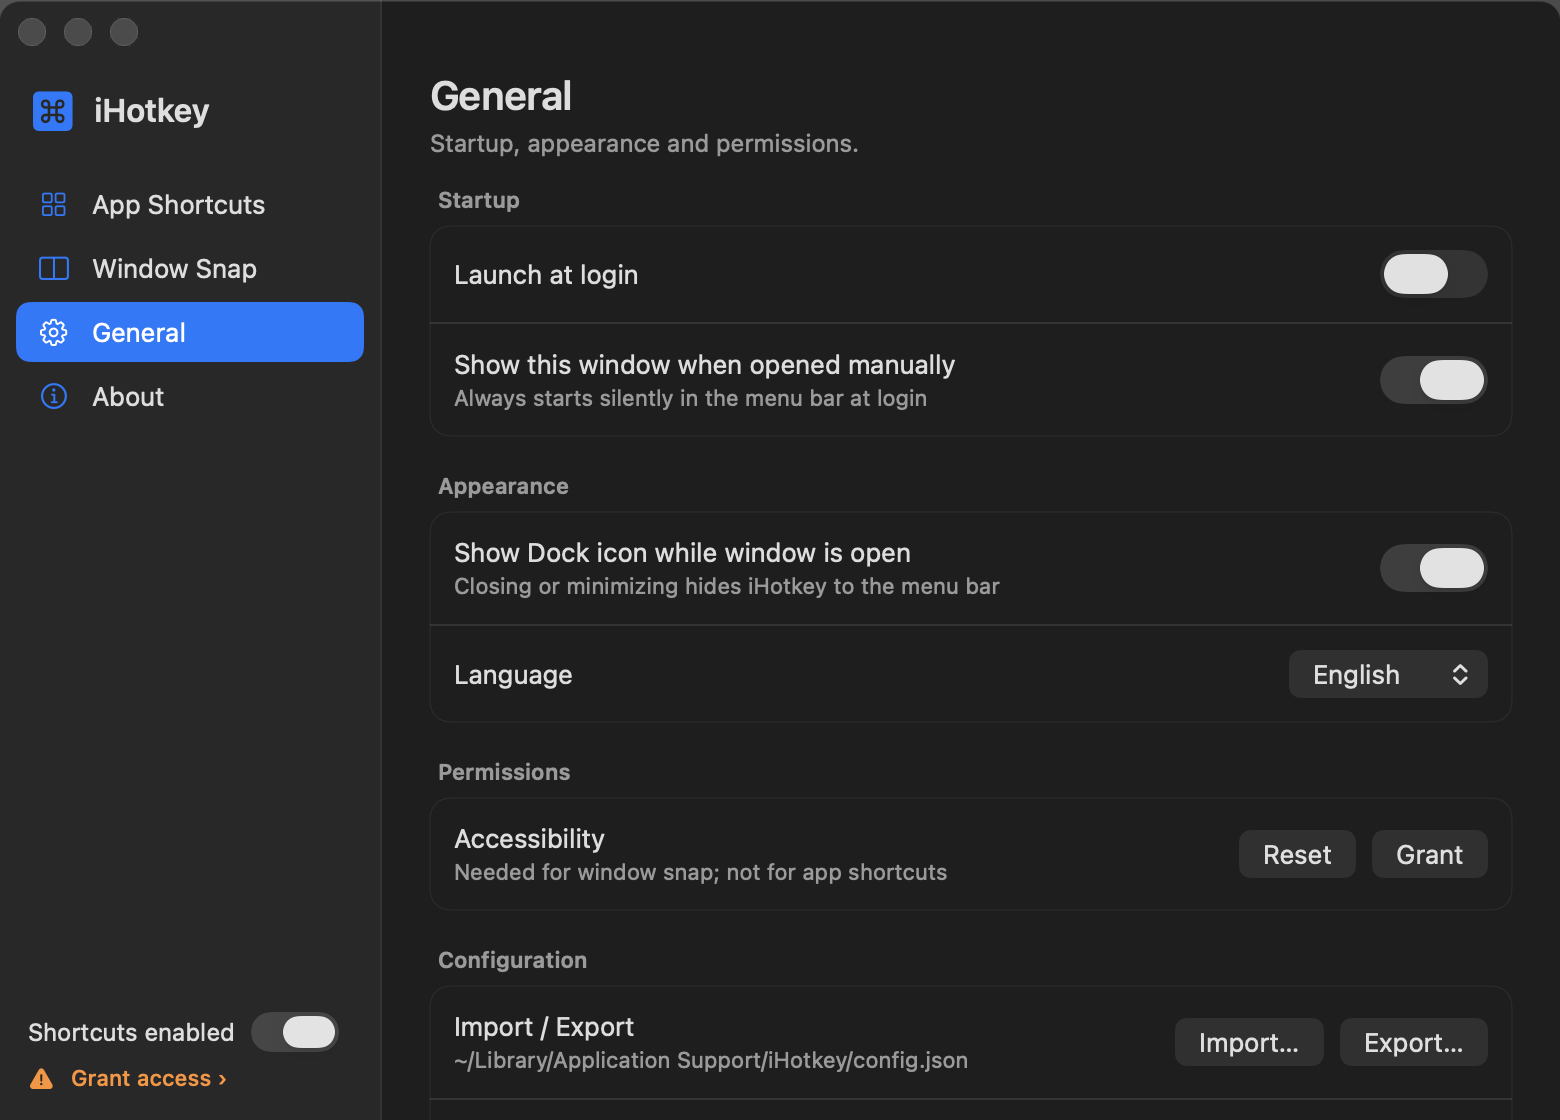 iHotkey
App Shortcuts
Window Snap
General
About
Shortcuts enabled
Grant access ›
General
Startup, appearance and permissions.
Startup
Launch at login
Show this window when opened manually
Always starts silently in the menu bar at login
Appearance
Show Dock icon while window is open
Closing or minimizing hides iHotkey to the menu bar
Language
English
Permissions
Accessibility
Needed for window snap; not for app shortcuts
Reset
Grant
Configuration
Import / Export
~/Library/Application Support/iHotkey/config.json
Import...
Export...